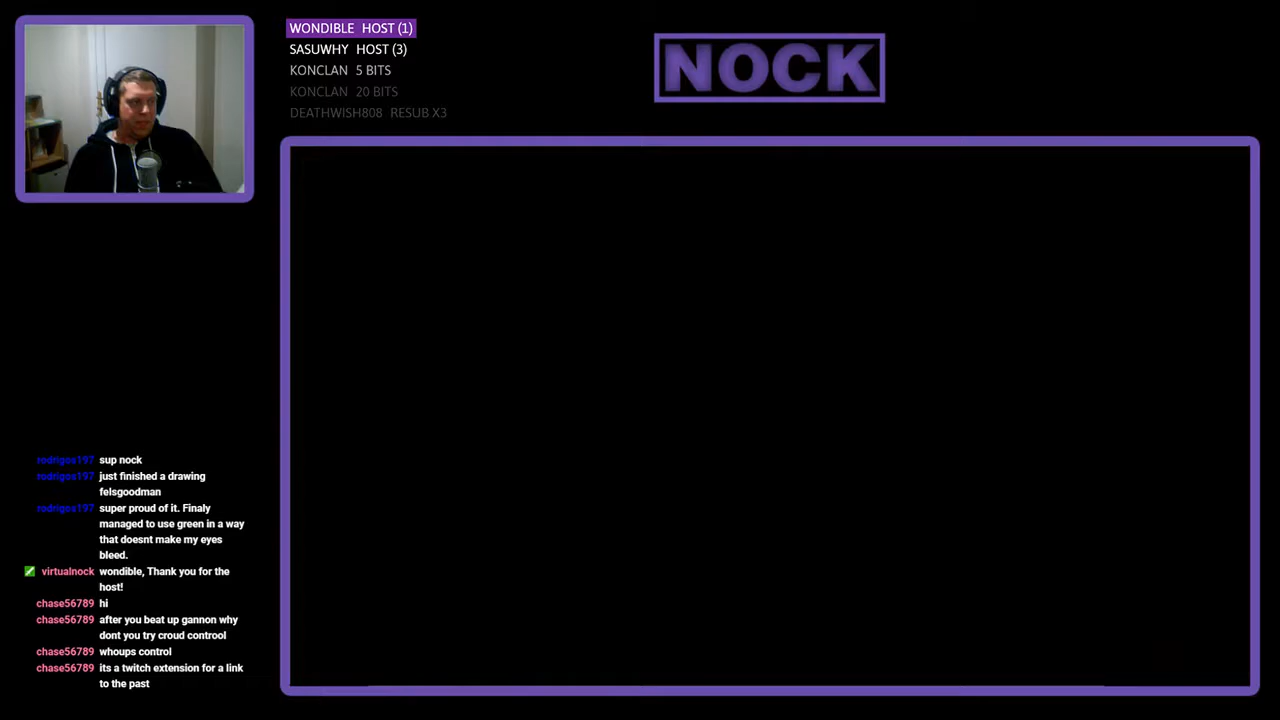 WONDIBLE HOST (1)
SASUWHY HOST (3)
KONCLAN 5 BITS
KONCLAN 20 BITS
DEATHWISH808 RESUB X3
NOCK
rodrigos197 sup nock
rodrigos197 just finished a drawing
felsgoodman
rodrigos197 super proud of it. Finaly
managed to use green in a way
that doesnt make my eyes
bleed.
virtualnock wondible, Thank you for the
host!
chase56789 hi
chase56789 after you beat up gannon why
dont you try croud controol
chase56789 whoups control
chase56789 its a twitch extension for a link
to the past